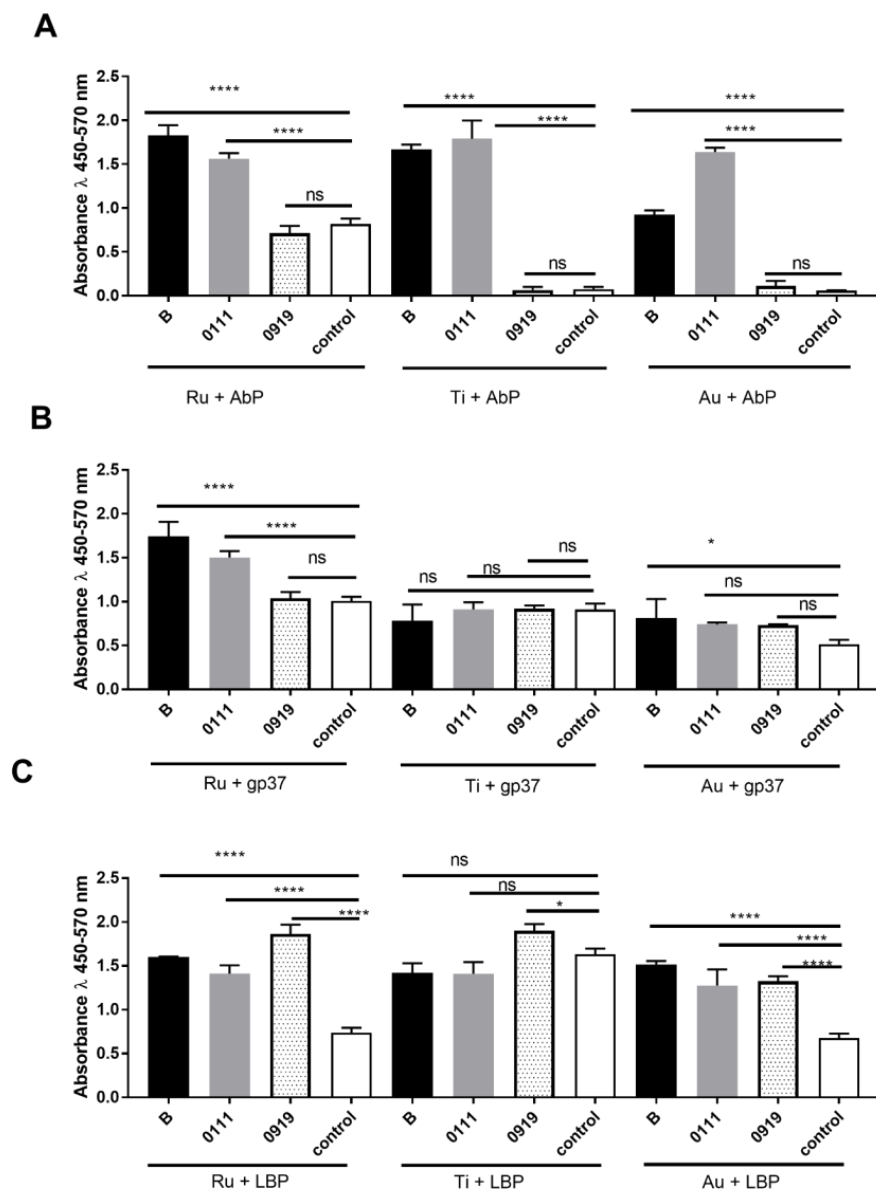 A
Absorbance λ 450-570 nm
2.5
2.0
1.5
1.0
0.5
0.0
**** **** ****
**** **** ****
ns ns ns
B 0111 0919 control B 0111 0919 control B 0111 0919 control
Ru + AbP Ti + AbP Au + AbP
B
Absorbance λ 450-570 nm
2.5
2.0
1.5
1.0
0.5
0.0
**** *
**** ns
ns ns ns ns ns
B 0111 0919 control B 0111 0919 control B 0111 0919 control
Ru + gp37 Ti + gp37 Au + gp37
C
Absorbance λ 450-570 nm
2.5
2.0
1.5
1.0
0.5
0.0
**** ns
**** ns ****
**** * ****
****
B 0111 0919 control B 0111 0919 control B 0111 0919 control
Ru + LBP Ti + LBP Au + LBP